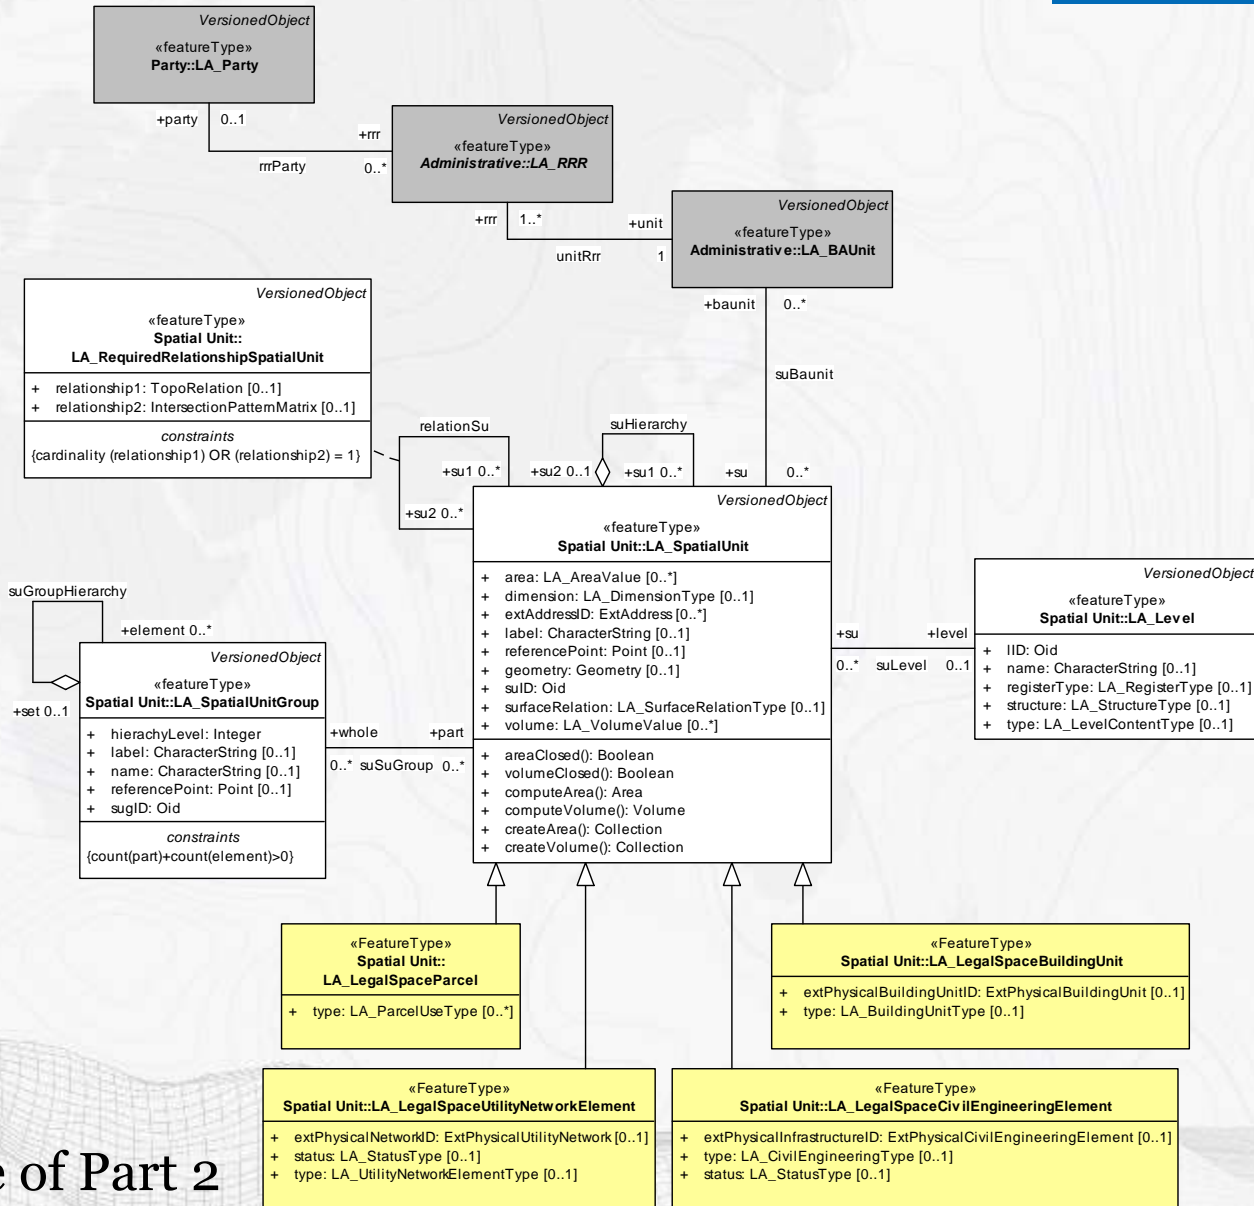 VersionedObject
«featureType»
Party::LA_Party
+party 0..1
+rrr
rrrParty 0..*
VersionedObject
«featureType»
Administrative::LA_RRR
+rrr 1..*
+unit
unitRrr 1
VersionedObject
«featureType»
Administrative::LA_BAUnit
+baunit 0..*
suBaunit
+su 0..*
VersionedObject
«featureType»
Spatial Unit::
LA_RequiredRelationshipSpatialUnit
+ relationship1: TopoRelation [0..1]
+ relationship2: IntersectionPatternMatrix [0..1]
constraints
{cardinality (relationship1) OR (relationship2) = 1}
relationSu
+su1 0..*
+su2 0..*
suHierarchy
+su2 0..1
+su1 0..*
VersionedObject
«featureType»
Spatial Unit::LA_SpatialUnit
+ area: LA_AreaValue [0..*]
+ dimension: LA_DimensionType [0..1]
+ extAddressID: ExtAddress [0..*]
+ label: CharacterString [0..1]
+ referencePoint: Point [0..1]
+ geometry: Geometry [0..1]
+ suID: Oid
+ surfaceRelation: LA_SurfaceRelationType [0..1]
+ volume: LA_VolumeValue [0..*]
+ areaClosed(): Boolean
+ volumeClosed(): Boolean
+ computeArea(): Area
+ computeVolume(): Volume
+ createArea(): Collection
+ createVolume(): Collection
+su +level
0..* suLevel 0..1
VersionedObject
«featureType»
Spatial Unit::LA_Level
+ lID: Oid
+ name: CharacterString [0..1]
+ registerType: LA_RegisterType [0..1]
+ structure: LA_StructureType [0..1]
+ type: LA_LevelContentType [0..1]
suGroupHierarchy
+element 0..*
+set 0..1
VersionedObject
«featureType»
Spatial Unit::LA_SpatialUnitGroup
+ hierachyLevel: Integer
+ label: CharacterString [0..1]
+ name: CharacterString [0..1]
+ referencePoint: Point [0..1]
+ sugID: Oid
constraints
{count(part)+count(element)>0}
+whole +part
0..* suSuGroup 0..*
«FeatureType»
Spatial Unit::
LA_LegalSpaceParcel
+ type: LA_ParcelUseType [0..*]
«FeatureType»
Spatial Unit::LA_LegalSpaceBuildingUnit
+ extPhysicalBuildingUnitID: ExtPhysicalBuildingUnit [0..1]
+ type: LA_BuildingUnitType [0..1]
«FeatureType»
Spatial Unit::LA_LegalSpaceUtilityNetworkElement
+ extPhysicalNetworkID: ExtPhysicalUtilityNetwork [0..1]
+ status: LA_StatusType [0..1]
+ type: LA_UtilityNetworkElementType [0..1]
«FeatureType»
Spatial Unit::LA_LegalSpaceCivilEngineeringElement
+ extPhysicalInfrastructureID: ExtPhysicalCivilEngineeringElement [0..1]
+ type: LA_CivilEngineeringType [0..1]
+ status: LA_StatusType [0..1]
e of Part 2